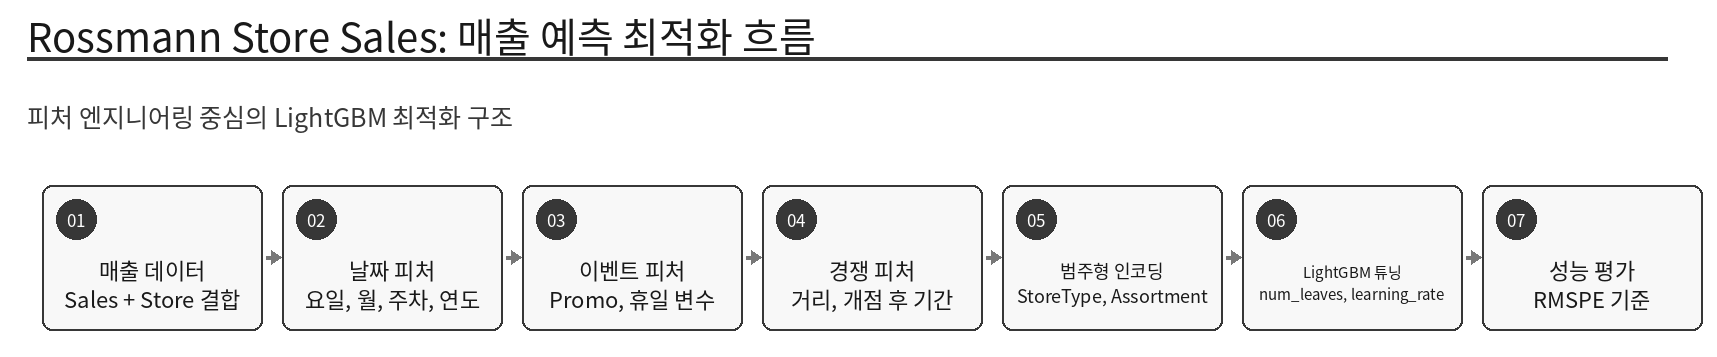 Rossmann Store Sales: 매출 예측 최적화 흐름
피처 엔지니어링 중심의 LightGBM 최적화 구조
01
매출 데이터
Sales + Store 결합
02
날짜 피처
요일, 월, 주차, 연도
03
이벤트 피처
Promo, 휴일 변수
04
경쟁 피처
거리, 개점 후 기간
05
범주형 인코딩
StoreType, Assortment
06
LightGBM 튜닝
num_leaves, learning_rate
07
성능 평가
RMSPE 기준